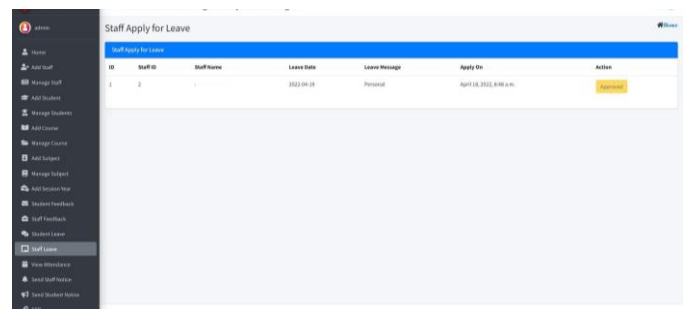 admin
Staff Apply for Leave
Home
Home
Staff Apply for Leave
Add Staff
ID Staff ID Staff Name Leave Date Leave Message Apply On Action
Manage Staff
1 2 2022-04-19 Personal April 18, 2022, 8:46 a.m. Approved
Add Student
Manage Students
Add Course
Manage Course
Add Subject
Manage Subject
Add Session Year
Student Feedback
Staff Feedback
Student Leave
Staff Leave
View Attendance
Send Staff Notice
Send Student Notice